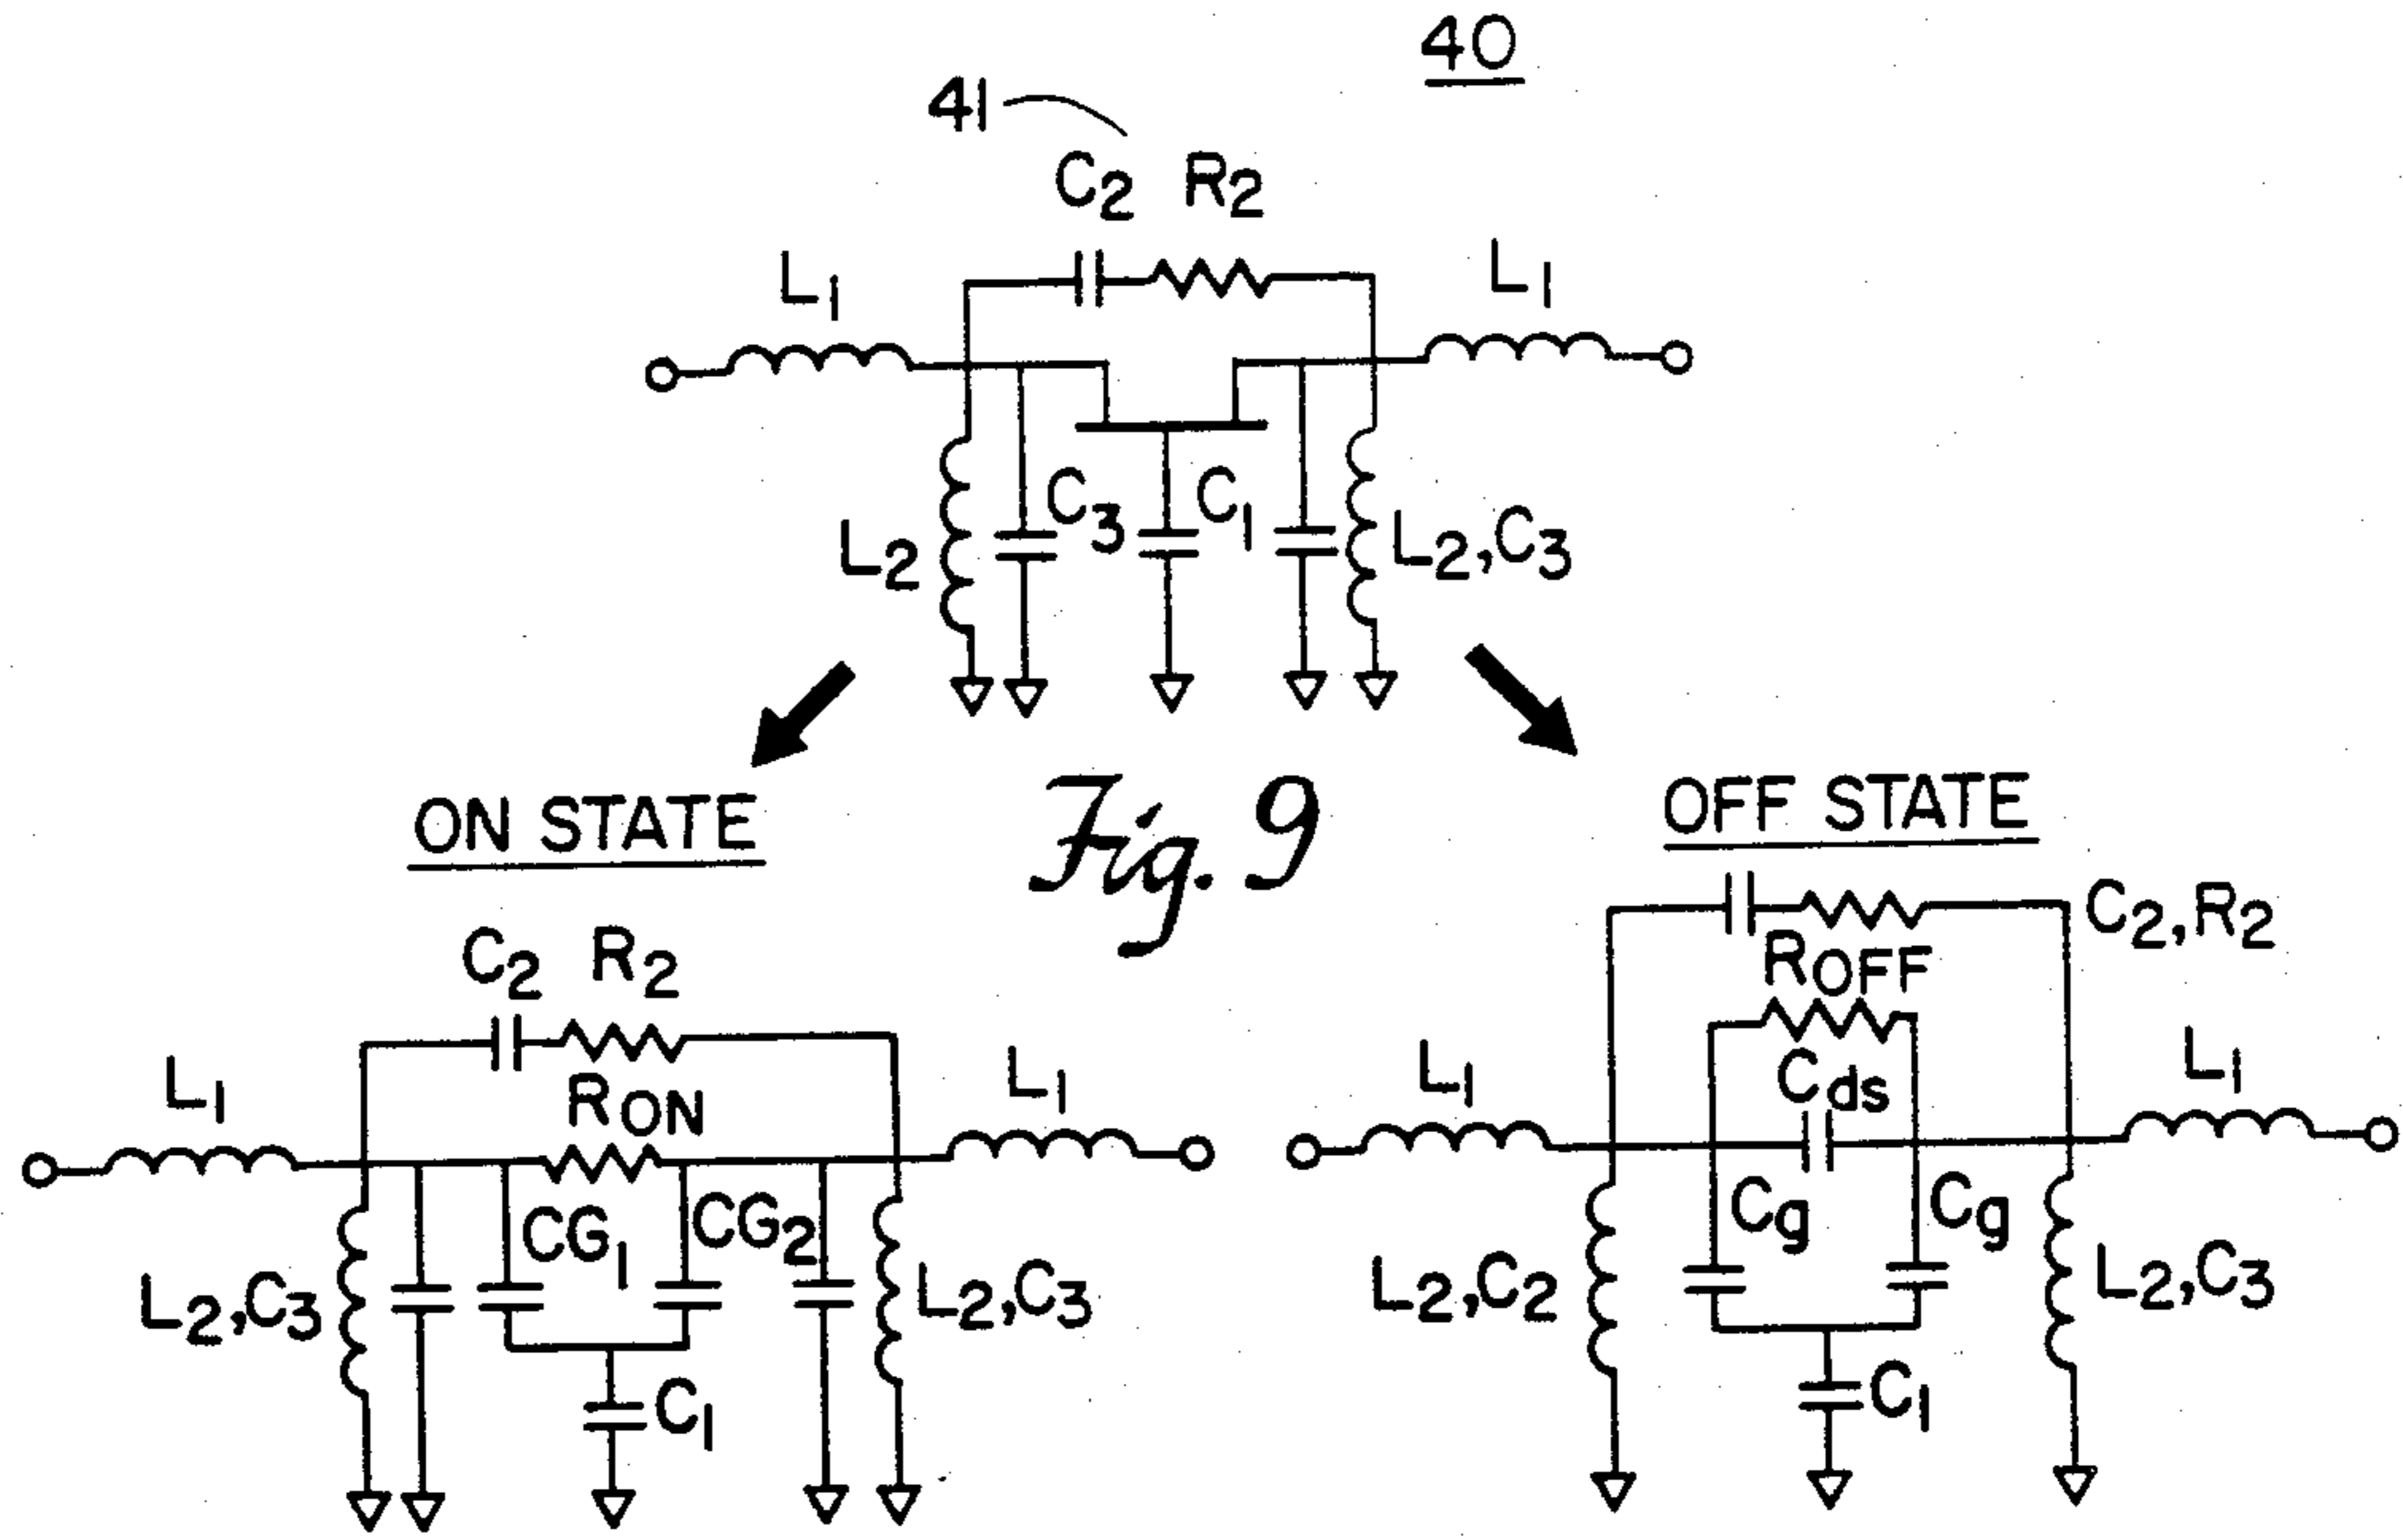 40
41
C2 R2
L1
L1
L2
C3
C1
L2,C3
ON STATE
Fig. 9
OFF STATE
C2 R2
RON
L1
L1
CG1
CG2
L2,C3
L2,C3
C1
C2,R2
ROFF
Cds
L1
L1
Cg
Cg
L2,C2
L2,C3
C1